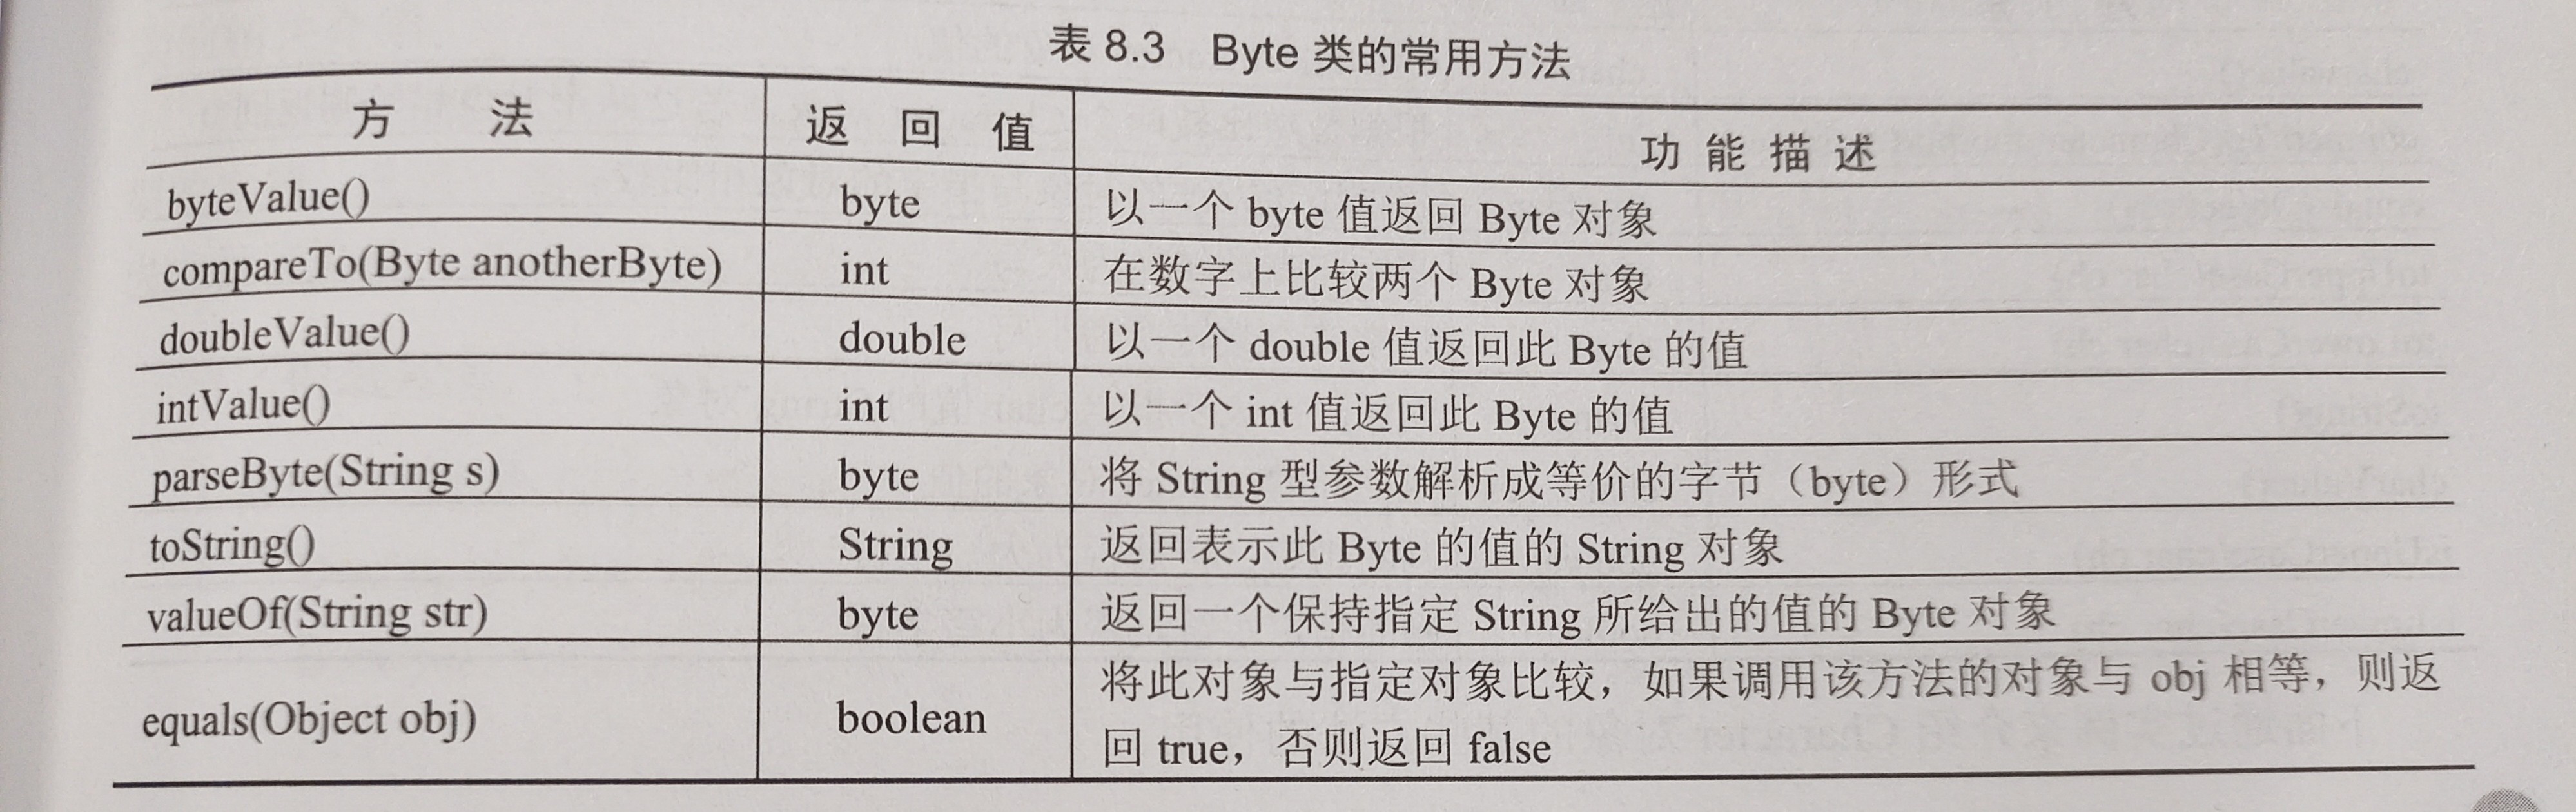 表 8.3 Byte 类的常用方法
方 法 返 回 值 功 能 描 述
byteValue() byte 以一个 byte 值返回 Byte 对象
compareTo(Byte anotherByte) int 在数字上比较两个 Byte 对象
doubleValue() double 以一个 double 值返回此 Byte 的值
intValue() int 以一个 int 值返回此 Byte 的值
parseByte(String s) byte 将 String 型参数解析成等价的字节（byte）形式
toString() String 返回表示此 Byte 的值的 String 对象
valueOf(String str) byte 返回一个保持指定 String 所给出的值的 Byte 对象
equals(Object obj) boolean 将此对象与指定对象比较，如果调用该方法的对象与 obj 相等，则返
回 true，否则返回 false